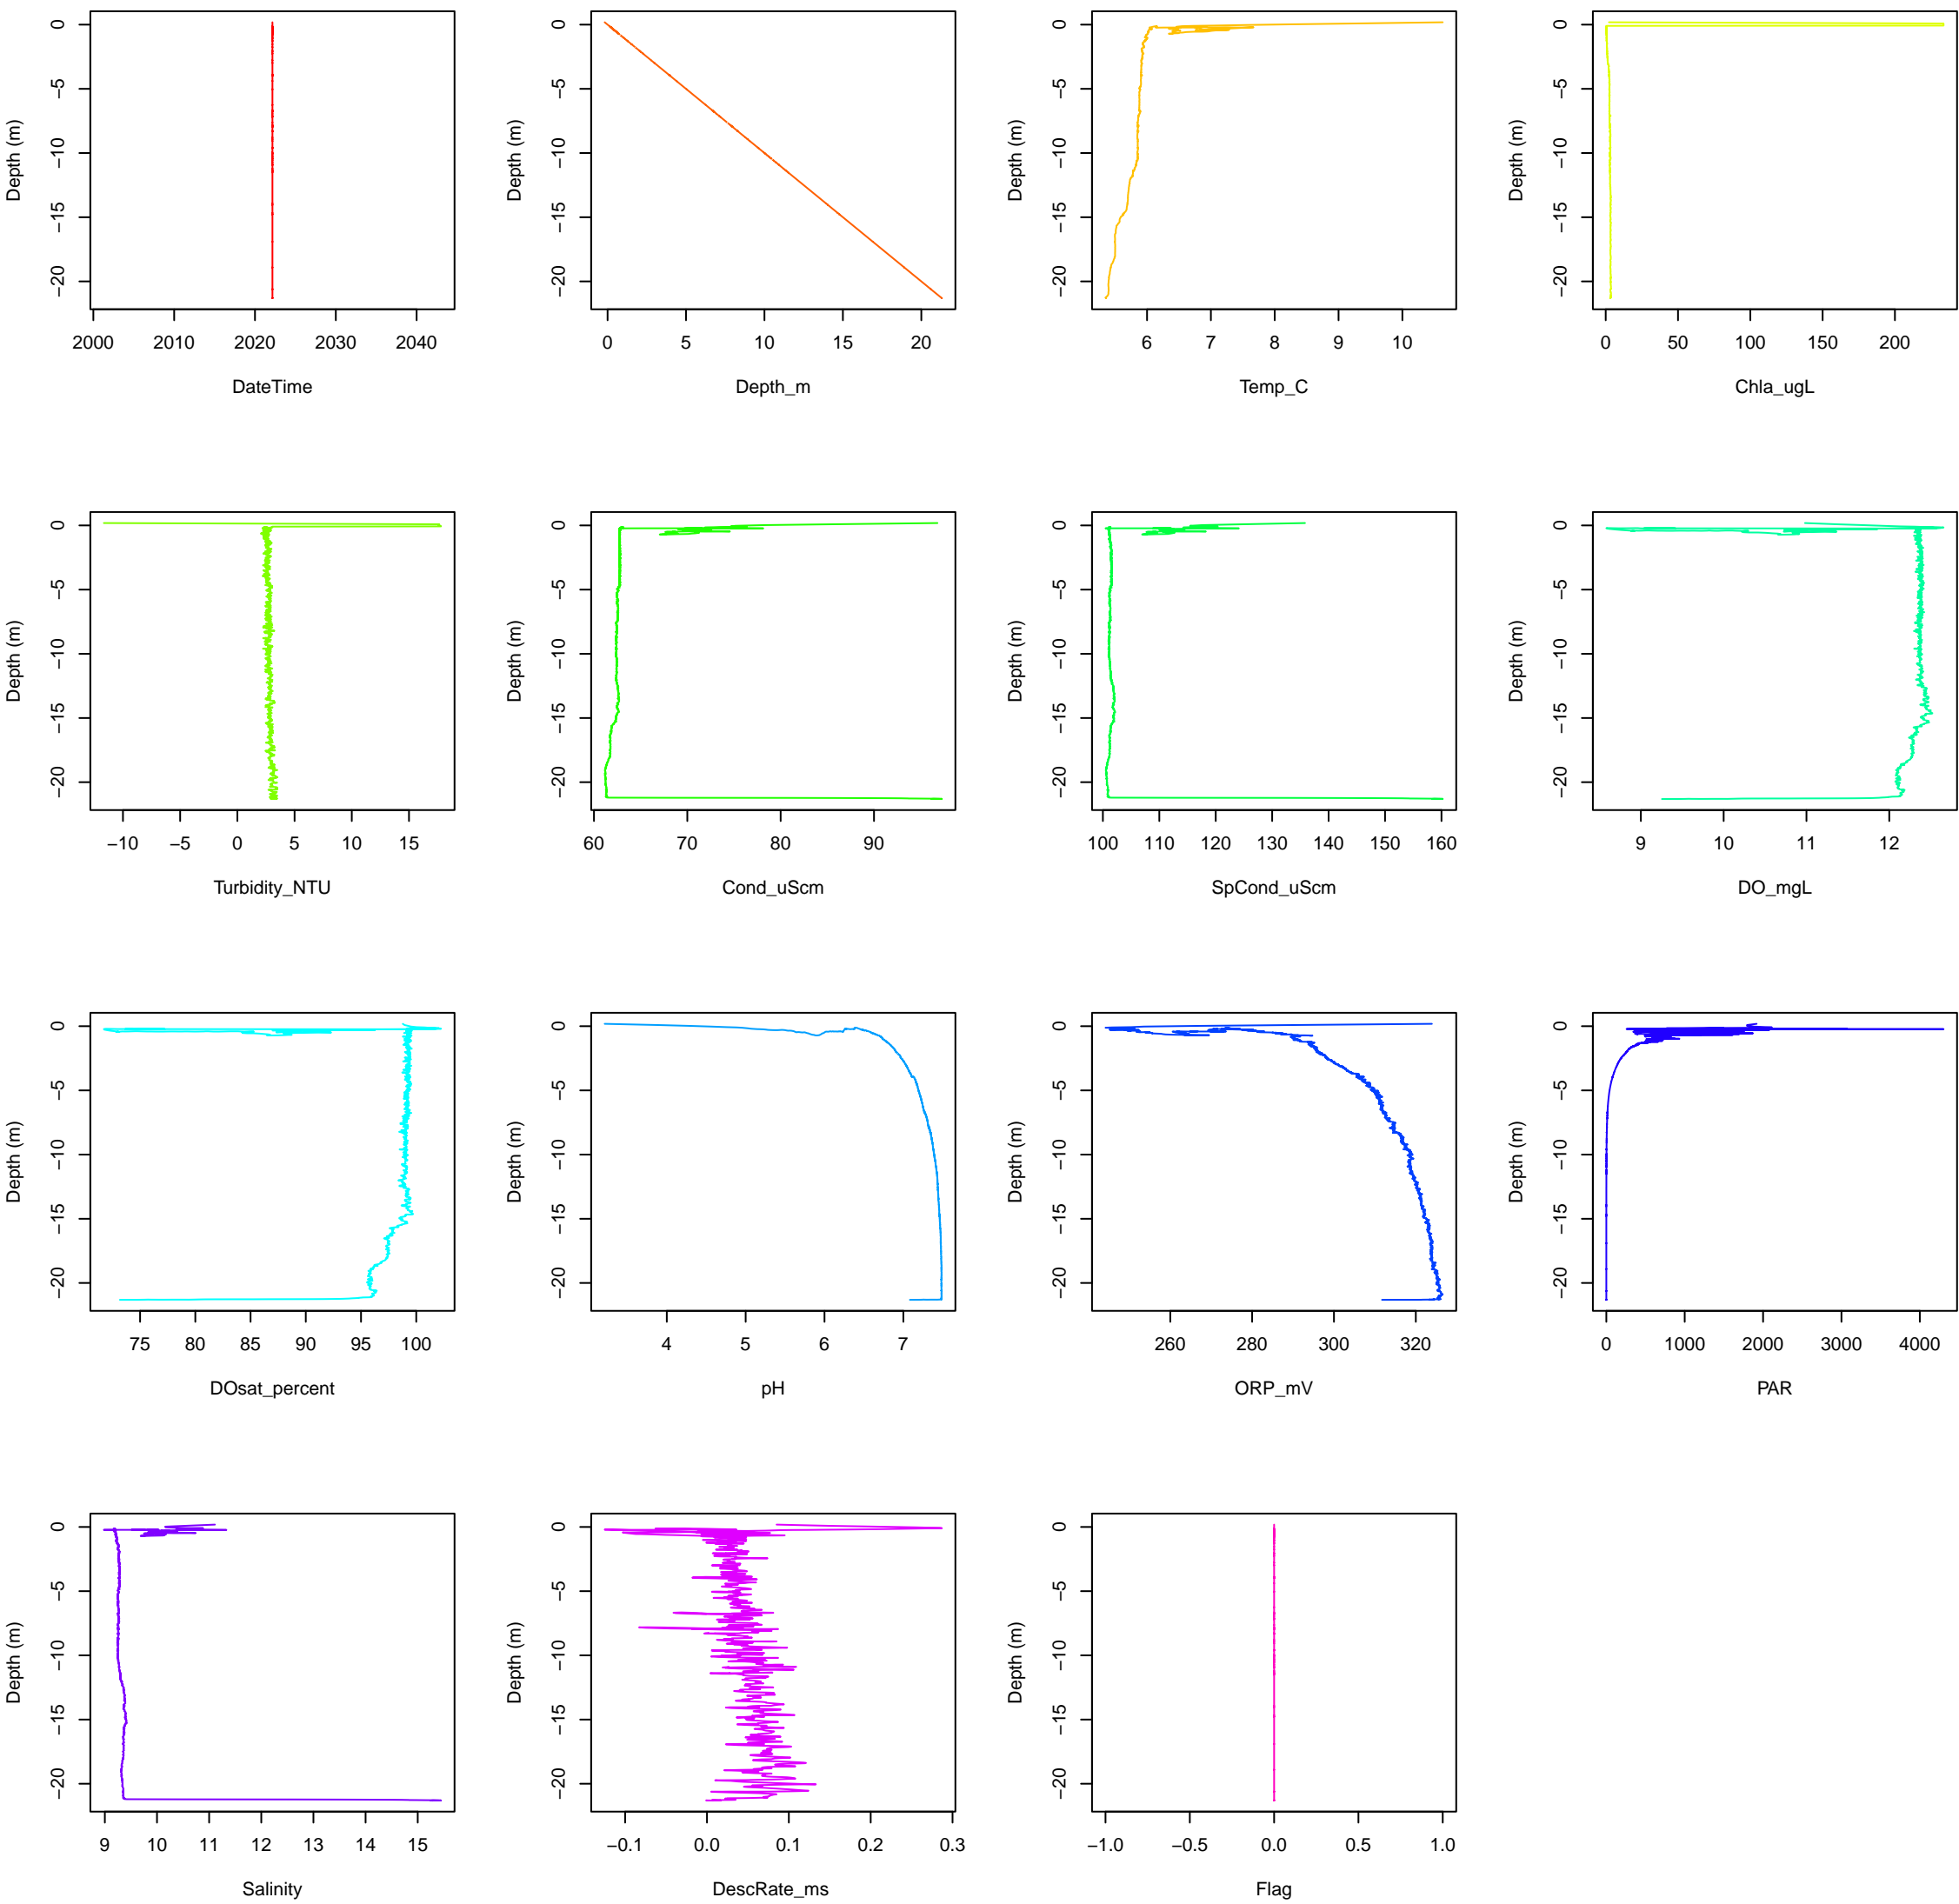 0 −5 −10 −15 −20
Depth (m)
2000 2010 2020 2030 2040
DateTime
0 −5 −10 −15 −20
Depth (m)
0 5 10 15 20
Depth_m
0 −5 −10 −15 −20
Depth (m)
6 7 8 9 10
Temp_C
0 −5 −10 −15 −20
Depth (m)
0 50 100 150 200
Chla_ugL
0 −5 −10 −15 −20
Depth (m)
−10 −5 0 5 10 15
Turbidity_NTU
0 −5 −10 −15 −20
Depth (m)
60 70 80 90
Cond_uScm
0 −5 −10 −15 −20
Depth (m)
100 110 120 130 140 150 160
SpCond_uScm
0 −5 −10 −15 −20
Depth (m)
9 10 11 12
DO_mgL
0 −5 −10 −15 −20
Depth (m)
75 80 85 90 95 100
DOsat_percent
0 −5 −10 −15 −20
Depth (m)
4 5 6 7
pH
0 −5 −10 −15 −20
Depth (m)
260 280 300 320
ORP_mV
0 −5 −10 −15 −20
Depth (m)
0 1000 2000 3000 4000
PAR
0 −5 −10 −15 −20
Depth (m)
9 10 11 12 13 14 15
Salinity
0 −5 −10 −15 −20
Depth (m)
−0.1 0.0 0.1 0.2 0.3
DescRate_ms
0 −5 −10 −15 −20
Depth (m)
−1.0 −0.5 0.0 0.5 1.0
Flag